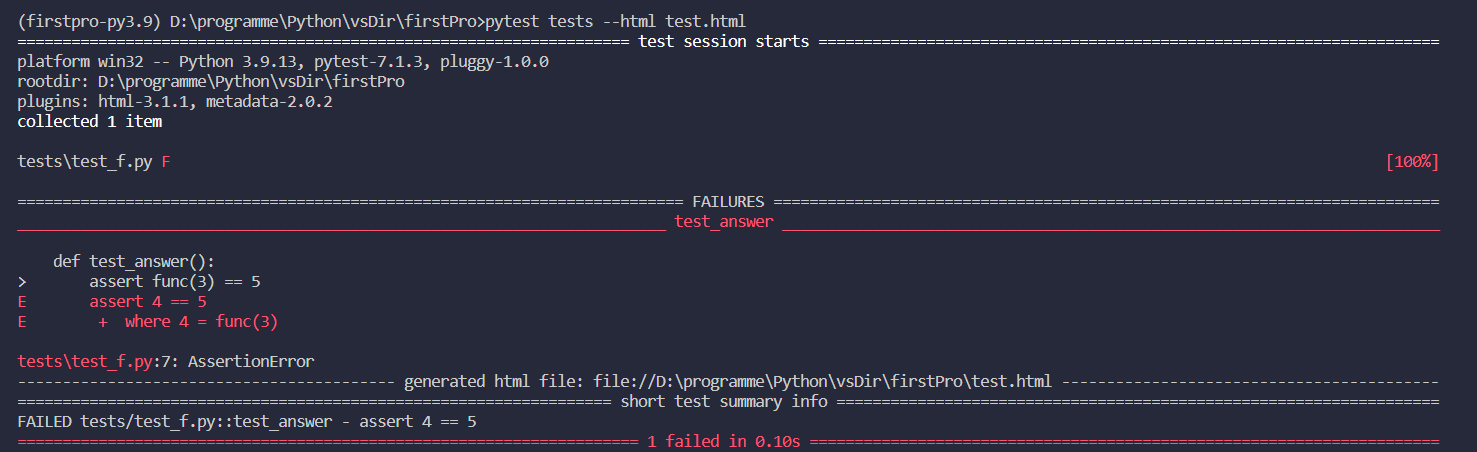 (firstpro-py3.9) D:\programme\Python\vsDir\firstPro>pytest tests --html test.html
==================================================================== test session starts =====================================================================
platform win32 -- Python 3.9.13, pytest-7.1.3, pluggy-1.0.0
rootdir: D:\programme\Python\vsDir\firstPro
plugins: html-3.1.1, metadata-2.0.2
collected 1 item
tests\test_f.py F [100%]
========================================================================== FAILURES ==========================================================================
________________________________________________________________________ test_answer _________________________________________________________________________
    def test_answer():
>       assert func(3) == 5
E       assert 4 == 5
E        +  where 4 = func(3)
tests\test_f.py:7: AssertionError
------------------------------------------ generated html file: file://D:\programme\Python\vsDir\firstPro\test.html ------------------------------------------
================================================================== short test summary info ===================================================================
FAILED tests/test_f.py::test_answer - assert 4 == 5
===================================================================== 1 failed in 0.10s ======================================================================